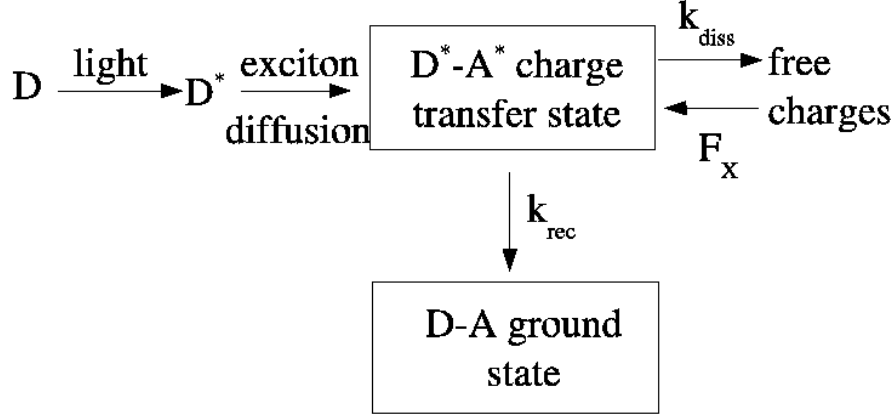 D
light
D*
exciton
diffusion
D*-A* charge
transfer state
k_diss
free
charges
F_x
k_rec
D-A ground
state